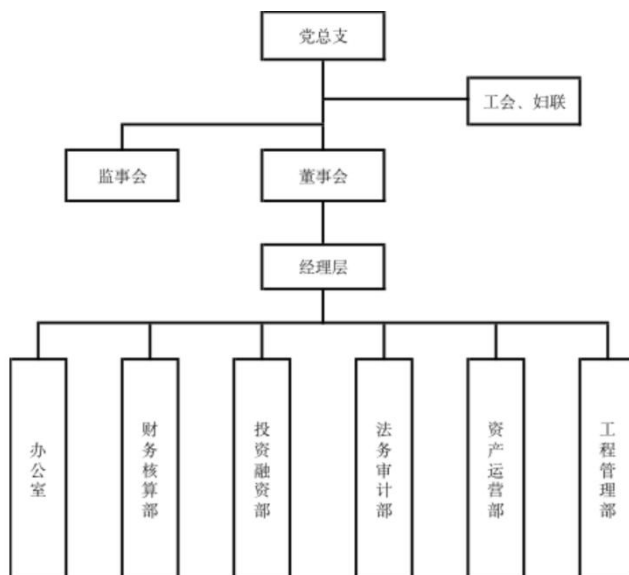 党总支
工会、妇联
监事会
董事会
经理层
办公室
财务核算部
投资融资部
法务审计部
资产运营部
工程管理部